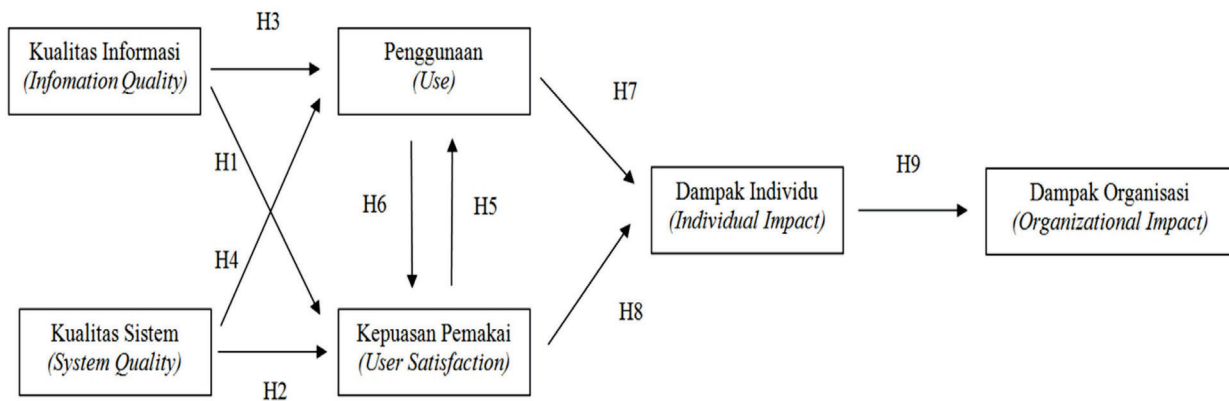 H3
Kualitas Informasi
(Infomation Quality)
Penggunaan
(Use)
H7
H1
H6
H5
H4
Dampak Individu
(Individual Impact)
H9
Dampak Organisasi
(Organizational Impact)
H8
Kualitas Sistem
(System Quality)
H2
Kepuasan Pemakai
(User Satisfaction)